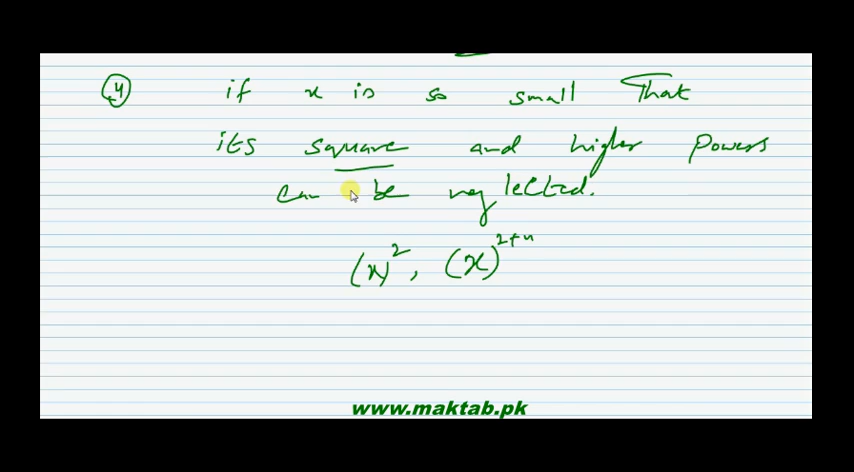 4 if x is so small That
its square and higher powers
can be neglected.
(x)², (x)²⁺ⁿ
www.maktab.pk